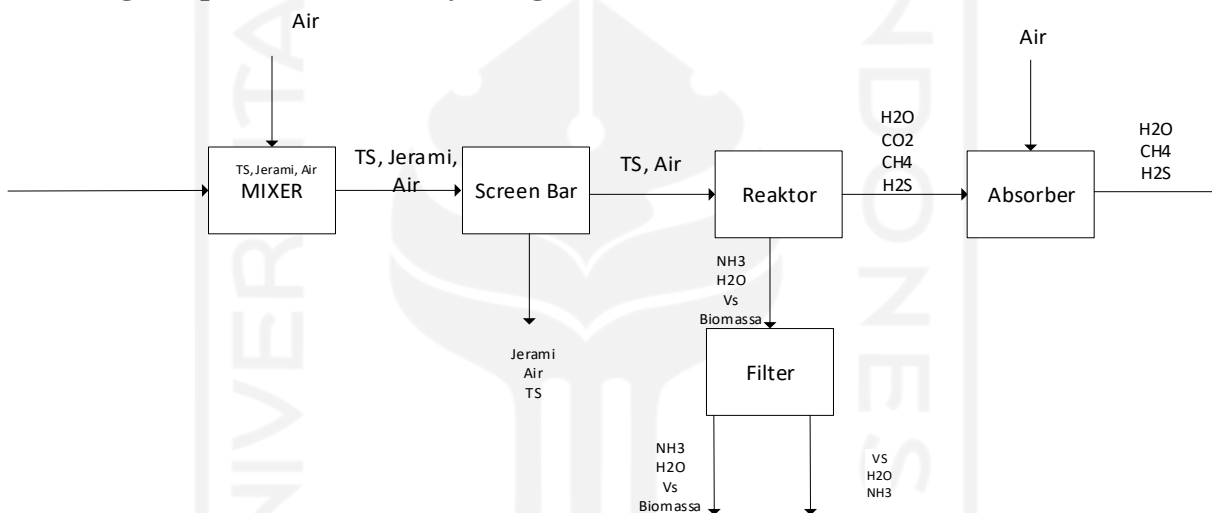 Air
Air
TS, Jerami, Air
MIXER
TS, Jerami,
Air
Screen Bar
TS, Air
Reaktor
H2O
CO2
CH4
H2S
Absorber
H2O
CH4
H2S
Jerami
Air
TS
NH3
H2O
Vs
Biomassa
Filter
NH3
H2O
Vs
Biomassa
VS
H2O
NH3